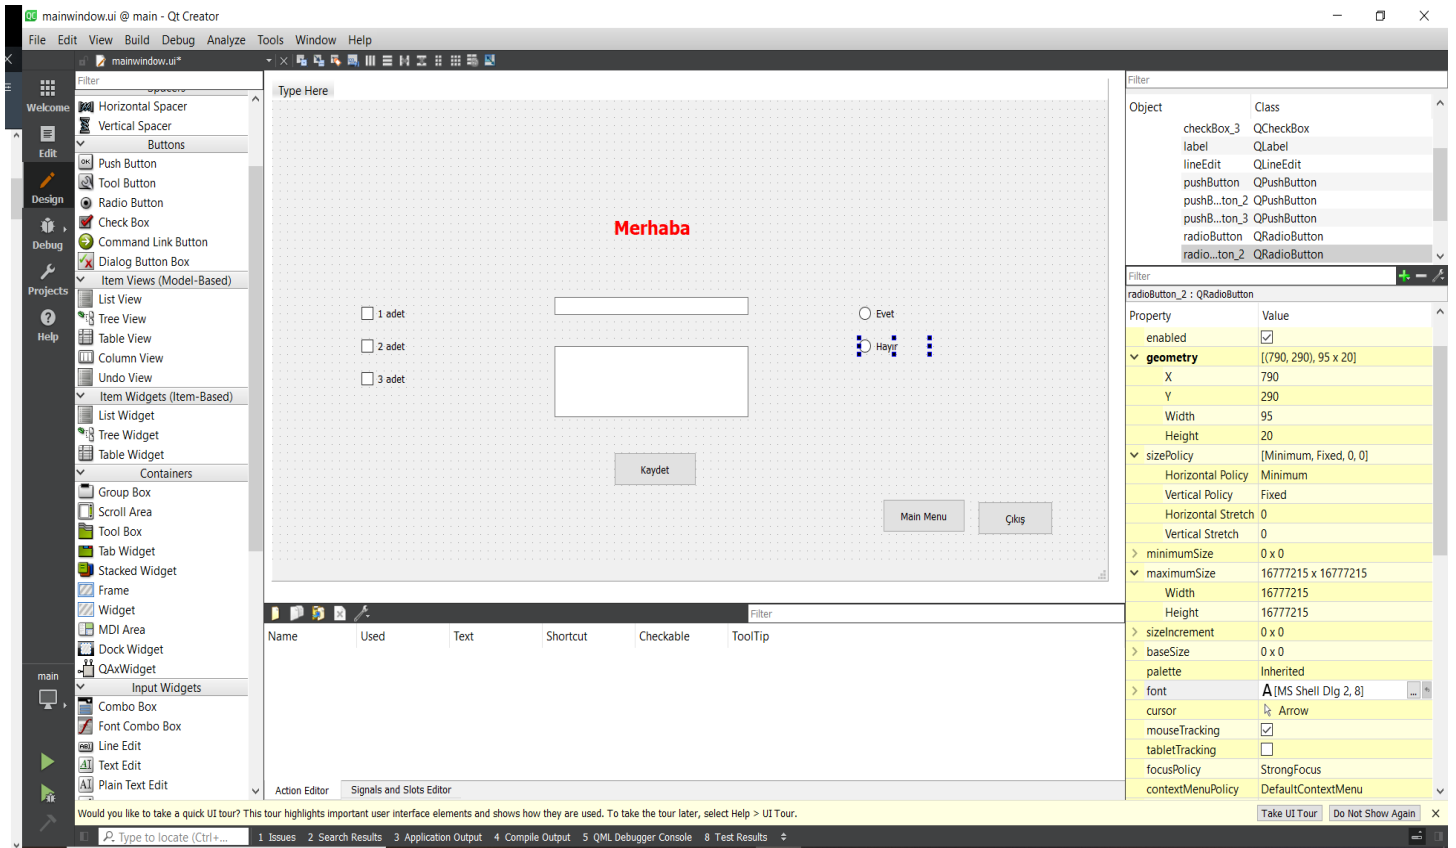 mainwindow.ui @ main - Qt Creator
File Edit View Build Debug Analyze Tools Window Help
mainwindow.ui*
Welcome
Edit
Design
Debug
Projects
Help
main
Filter
Spacers
Horizontal Spacer
Vertical Spacer
Buttons
Push Button
Tool Button
Radio Button
Check Box
Command Link Button
Dialog Button Box
Item Views (Model-Based)
List View
Tree View
Table View
Column View
Undo View
Item Widgets (Item-Based)
List Widget
Tree Widget
Table Widget
Containers
Group Box
Scroll Area
Tool Box
Tab Widget
Stacked Widget
Frame
Widget
MDI Area
Dock Widget
QAxWidget
Input Widgets
Combo Box
Font Combo Box
Line Edit
Text Edit
Plain Text Edit
Type Here
Merhaba
1 adet
2 adet
3 adet
Evet
Hayır
Kaydet
Main Menu
Çıkış
Filter
Name Used Text Shortcut Checkable ToolTip
Action Editor Signals and Slots Editor
Filter
Object Class
checkBox_3 QCheckBox
label QLabel
lineEdit QLineEdit
pushButton QPushButton
pushB...ton_2 QPushButton
pushB...ton_3 QPushButton
radioButton QRadioButton
radio...ton_2 QRadioButton
Filter
radioButton_2 : QRadioButton
Property Value
enabled
geometry [(790, 290), 95 x 20]
X 790
Y 290
Width 95
Height 20
sizePolicy [Minimum, Fixed, 0, 0]
Horizontal Policy Minimum
Vertical Policy Fixed
Horizontal Stretch 0
Vertical Stretch 0
minimumSize 0 x 0
maximumSize 16777215 x 16777215
Width 16777215
Height 16777215
sizeIncrement 0 x 0
baseSize 0 x 0
palette Inherited
font A [MS Shell Dlg 2, 8] ...
cursor Arrow
mouseTracking
tabletTracking
focusPolicy StrongFocus
contextMenuPolicy DefaultContextMenu
Would you like to take a quick UI tour? This tour highlights important user interface elements and shows how they are used. To take the tour later, select Help > UI Tour. Take UI Tour Do Not Show Again
Type to locate (Ctrl+... 1 Issues 2 Search Results 3 Application Output 4 Compile Output 5 QML Debugger Console 8 Test Results